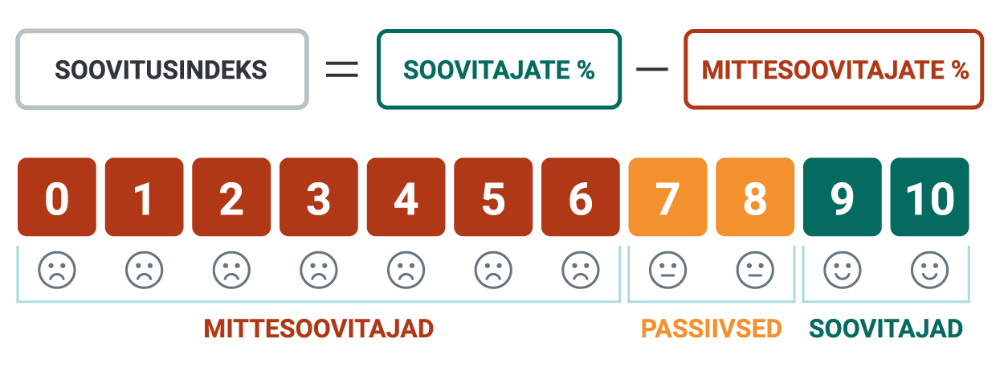 SOOVITUSINDEKS = SOOVITAJATE % — MITTESOOVITAJATE %
0 1 2 3 4 5 6 7 8 9 10
MITTESOOVITAJAD PASSIIVSED SOOVITAJAD